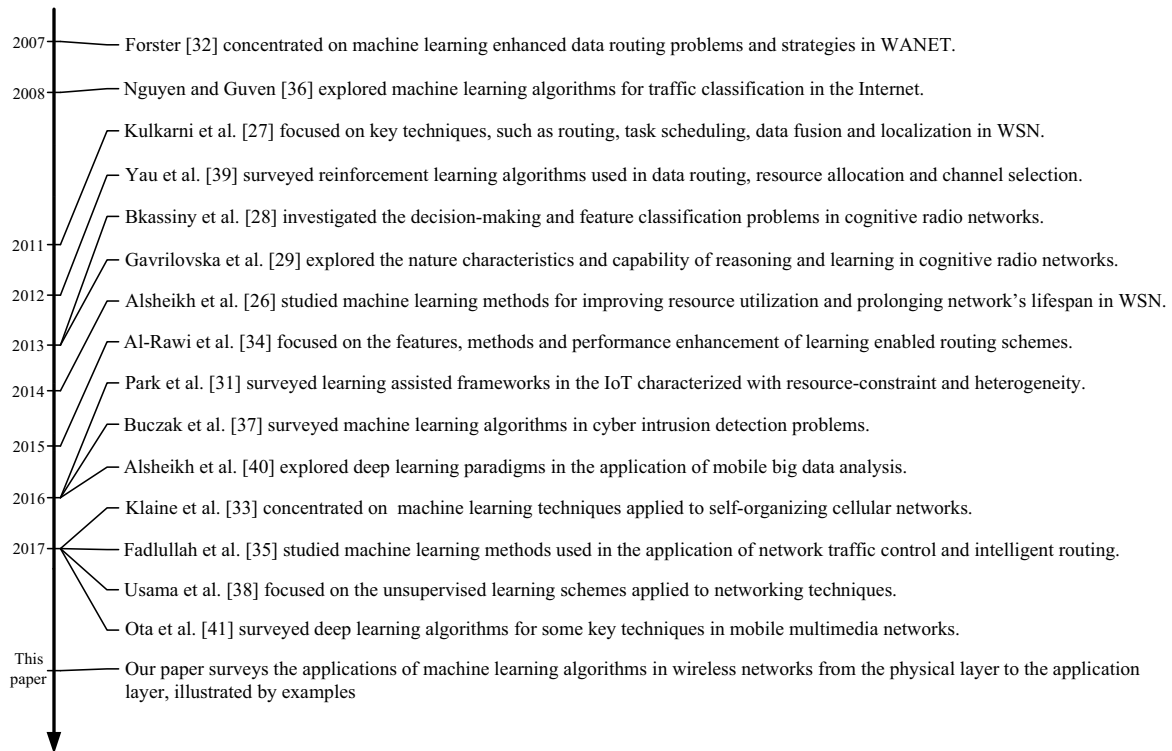 2007
Forster [32] concentrated on machine learning enhanced data routing problems and strategies in WANET.
2008
Nguyen and Guven [36] explored machine learning algorithms for traffic classification in the Internet.
Kulkarni et al. [27] focused on key techniques, such as routing, task scheduling, data fusion and localization in WSN.
Yau et al. [39] surveyed reinforcement learning algorithms used in data routing, resource allocation and channel selection.
Bkassiny et al. [28] investigated the decision-making and feature classification problems in cognitive radio networks.
2011
Gavrilovska et al. [29] explored the nature characteristics and capability of reasoning and learning in cognitive radio networks.
2012
Alsheikh et al. [26] studied machine learning methods for improving resource utilization and prolonging network's lifespan in WSN.
2013
Al-Rawi et al. [34] focused on the features, methods and performance enhancement of learning enabled routing schemes.
2014
Park et al. [31] surveyed learning assisted frameworks in the IoT characterized with resource-constraint and heterogeneity.
Buczak et al. [37] surveyed machine learning algorithms in cyber intrusion detection problems.
2015
Alsheikh et al. [40] explored deep learning paradigms in the application of mobile big data analysis.
2016
Klaine et al. [33] concentrated on machine learning techniques applied to self-organizing cellular networks.
2017
Fadlullah et al. [35] studied machine learning methods used in the application of network traffic control and intelligent routing.
Usama et al. [38] focused on the unsupervised learning schemes applied to networking techniques.
Ota et al. [41] surveyed deep learning algorithms for some key techniques in mobile multimedia networks.
This
paper
Our paper surveys the applications of machine learning algorithms in wireless networks from the physical layer to the application
layer, illustrated by examples